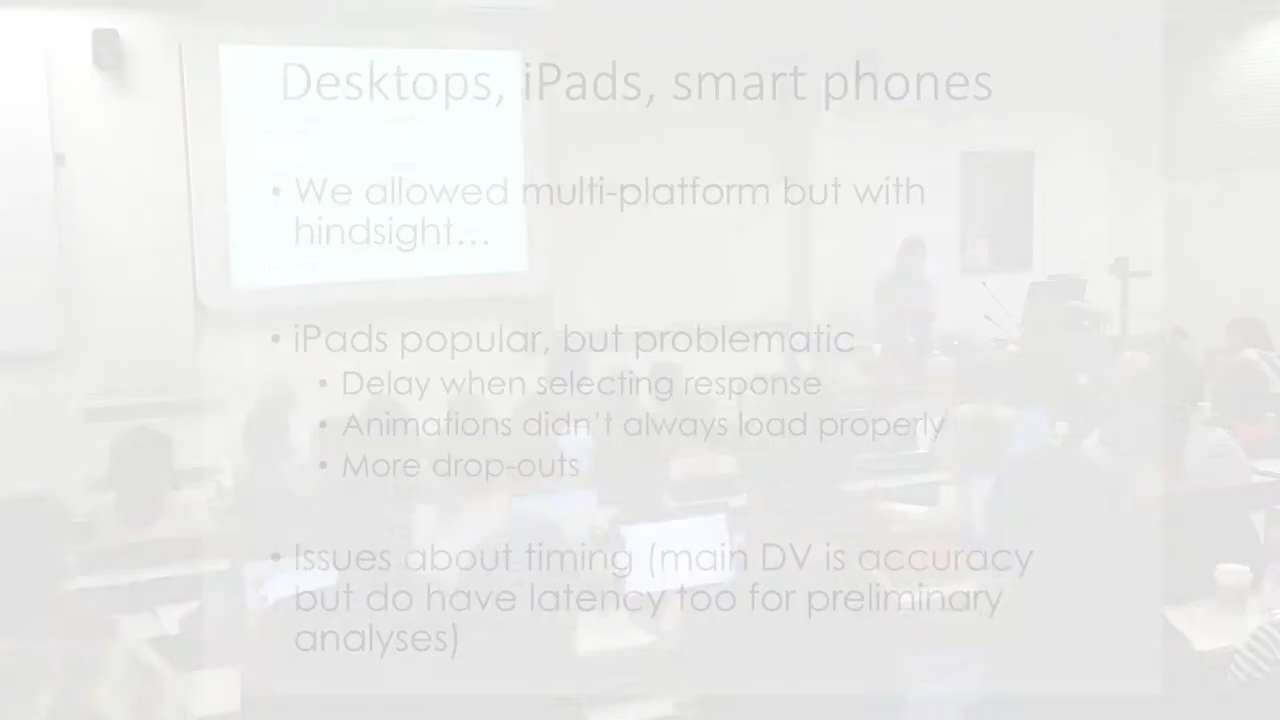 Desktops, iPads, smart phones
• We allowed multi-platform but with
hindsight…
• iPads popular, but problematic
• Delay when selecting response
• Animations didn't always load properly
• More drop-outs
• Issues about timing (main DV is accuracy
but do have latency too for preliminary
analyses)